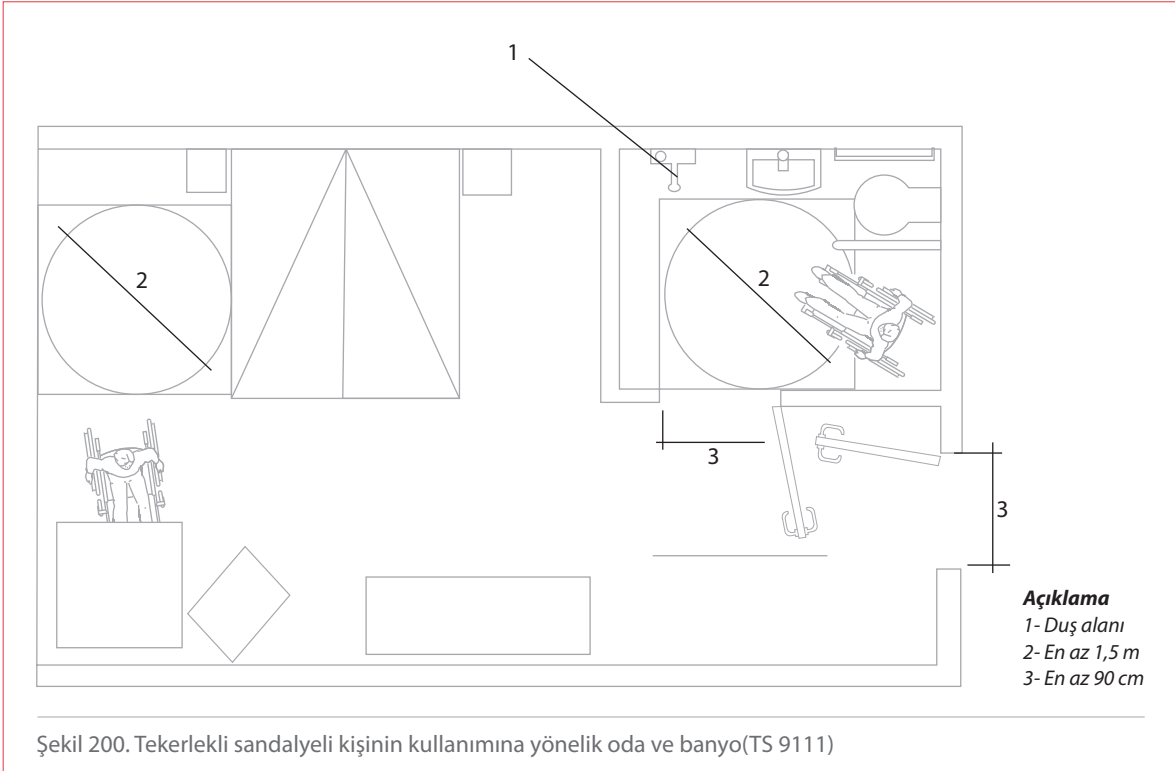 1
2
2
3
3
Açıklama
1- Duş alanı
2- En az 1,5 m
3- En az 90 cm
Şekil 200. Tekerlekli sandalyeli kişinin kullanımına yönelik oda ve banyo(TS 9111)